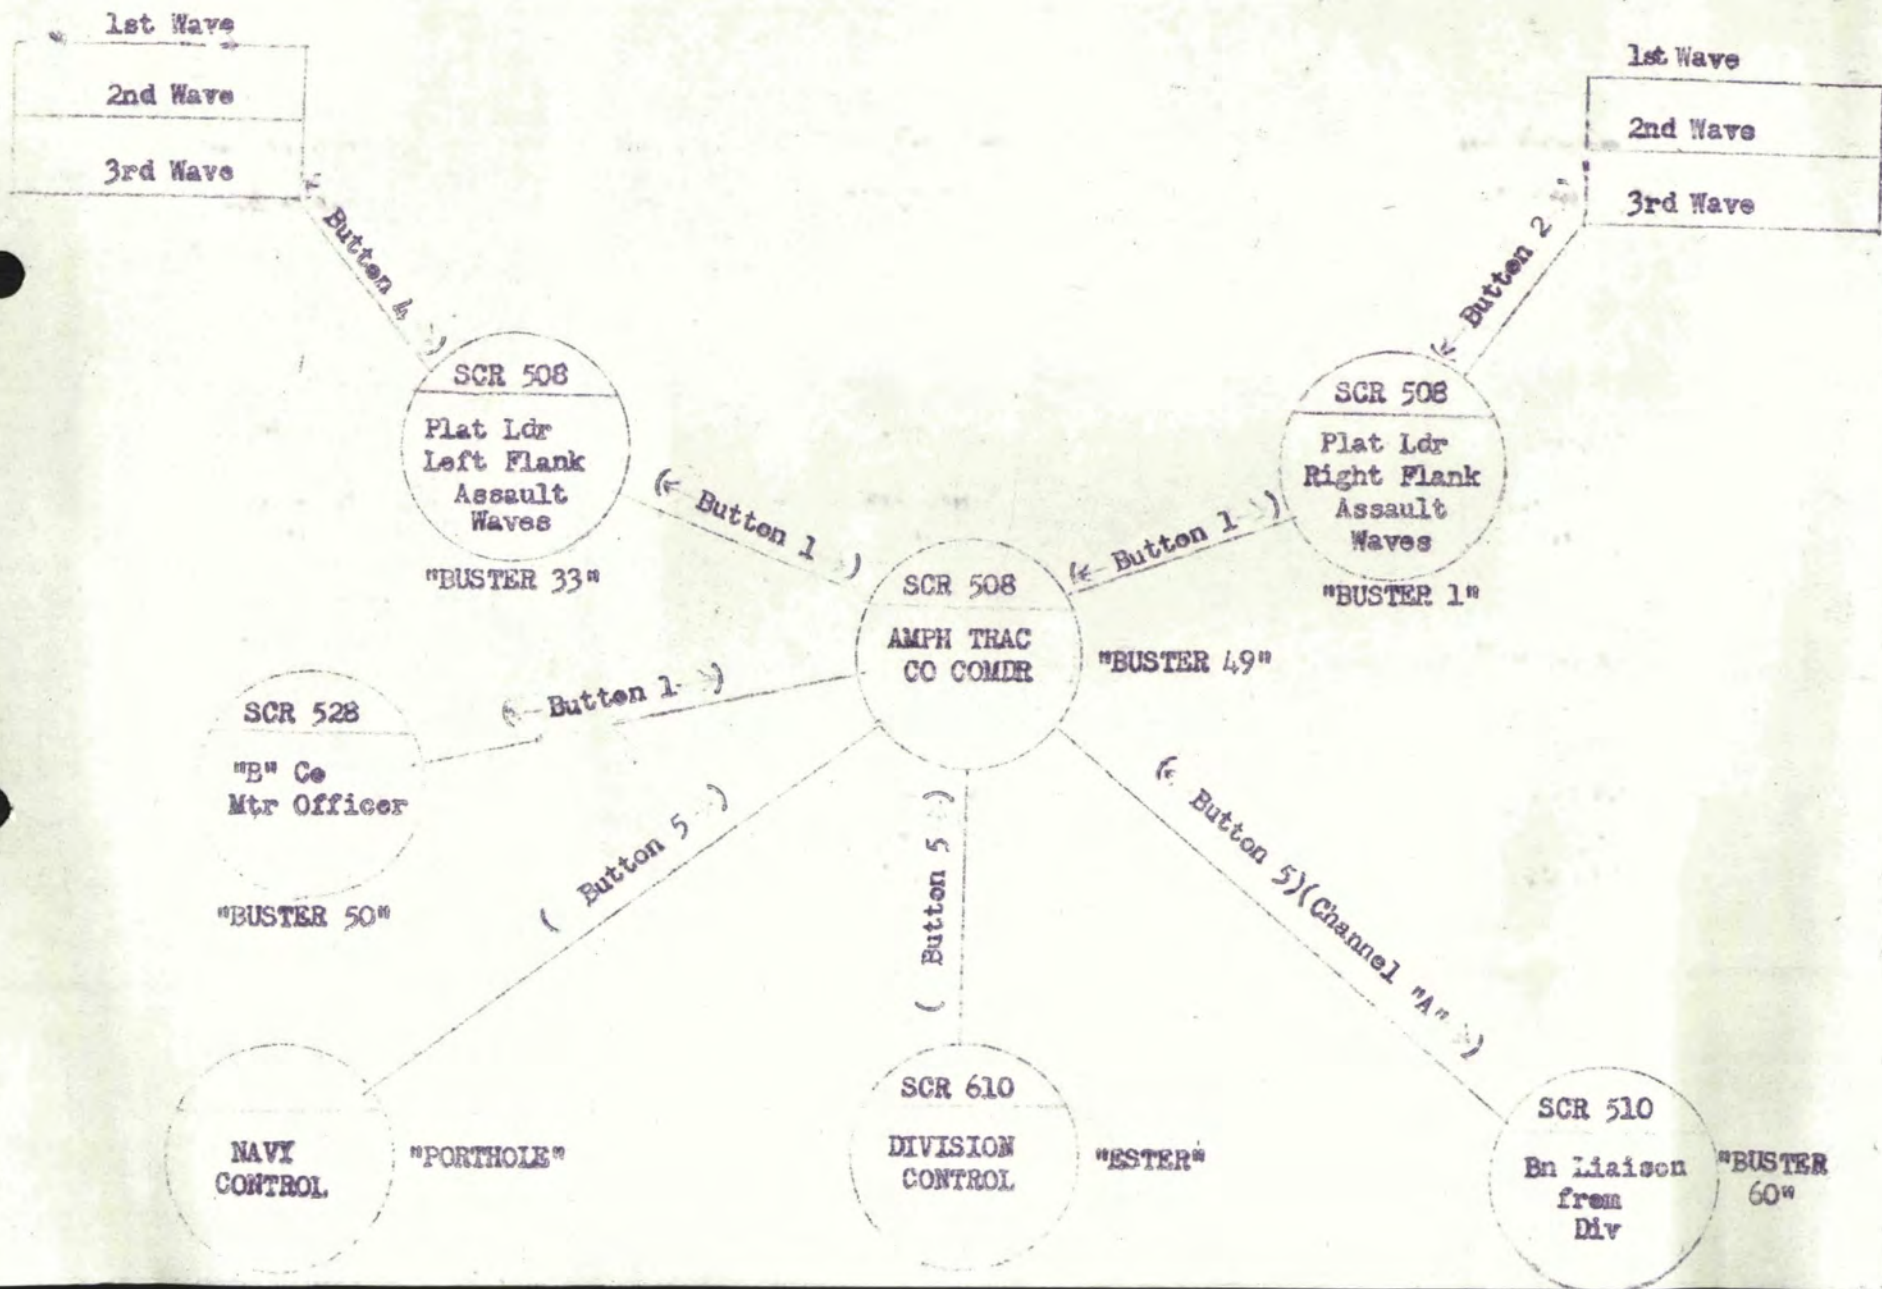 1st Wave
2nd Wave
3rd Wave
1st Wave
2nd Wave
3rd Wave
Button 4
Button 2
SCR 508
Plat Ldr
Left Flank
Assault
Waves
"BUSTER 33"
SCR 508
Plat Ldr
Right Flank
Assault
Waves
"BUSTER 1"
Button 1
Button 1
SCR 508
AMPH TRAC
CO COMDR
"BUSTER 49"
Button 1
SCR 528
"B" Co
Mtr Officer
"BUSTER 50"
( Button 5 )
( Button 5 )
( Button 5)(Channel "A" )
NAVY
CONTROL
"PORTHOLE"
SCR 610
DIVISION
CONTROL
"ESTER"
SCR 510
Bn Liaison
from
Div
"BUSTER
60"